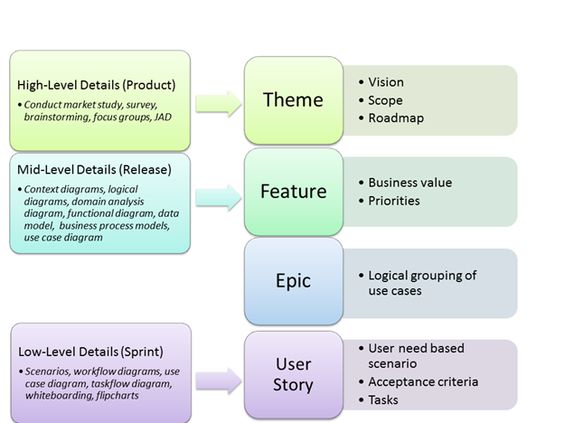 High-Level Details (Product)
• Conduct market study, survey,
brainstorming, focus groups, JAD
Theme
• Vision
• Scope
• Roadmap
Mid-Level Details (Release)
• Context diagrams, logical
diagrams, domain analysis
diagram, functional diagram, data
model, business process models,
use case diagram
Feature
• Business value
• Priorities
Epic
• Logical grouping of
use cases
Low-Level Details (Sprint)
• Scenarios, workflow diagrams, use
case diagram, taskflow diagram,
whiteboarding, flipcharts
User
Story
• User need based
scenario
• Acceptance criteria
• Tasks